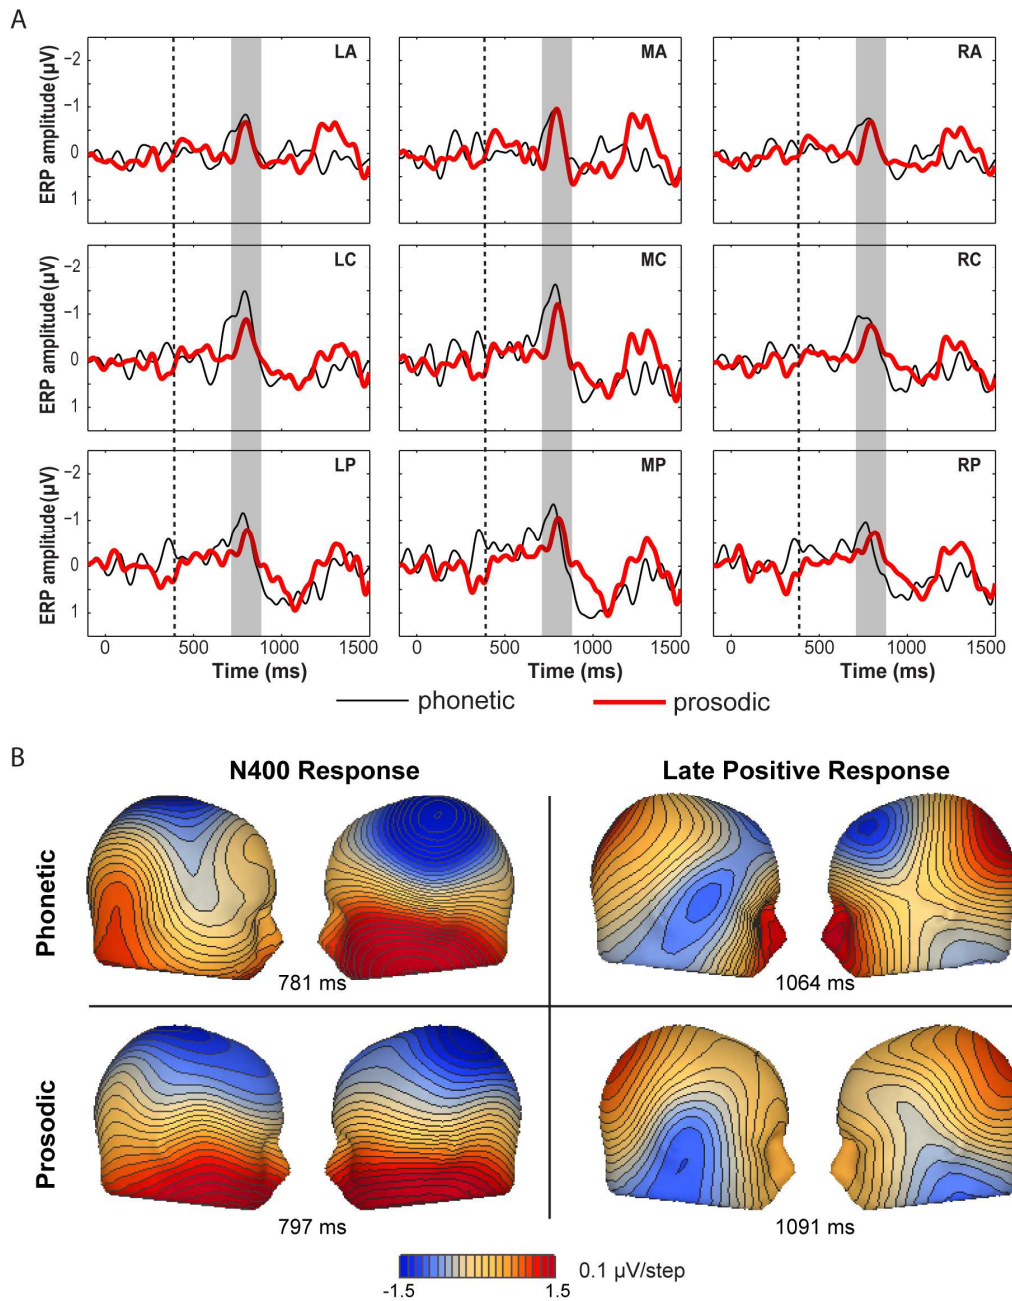 A
ERP amplitude(µV)
−2
−1
0
1
LA
MA
RA
ERP amplitude(µV)
−2
−1
0
1
LC
MC
RC
ERP amplitude(µV)
−2
−1
0
1
LP
MP
RP
0 500 1000 1500 0 500 1000 1500 0 500 1000 1500
Time (ms) Time (ms) Time (ms)
phonetic prosodic
B
N400 Response Late Positive Response
Phonetic
781 ms 1064 ms
Prosodic
797 ms 1091 ms
0.1 µV/step
-1.5 1.5